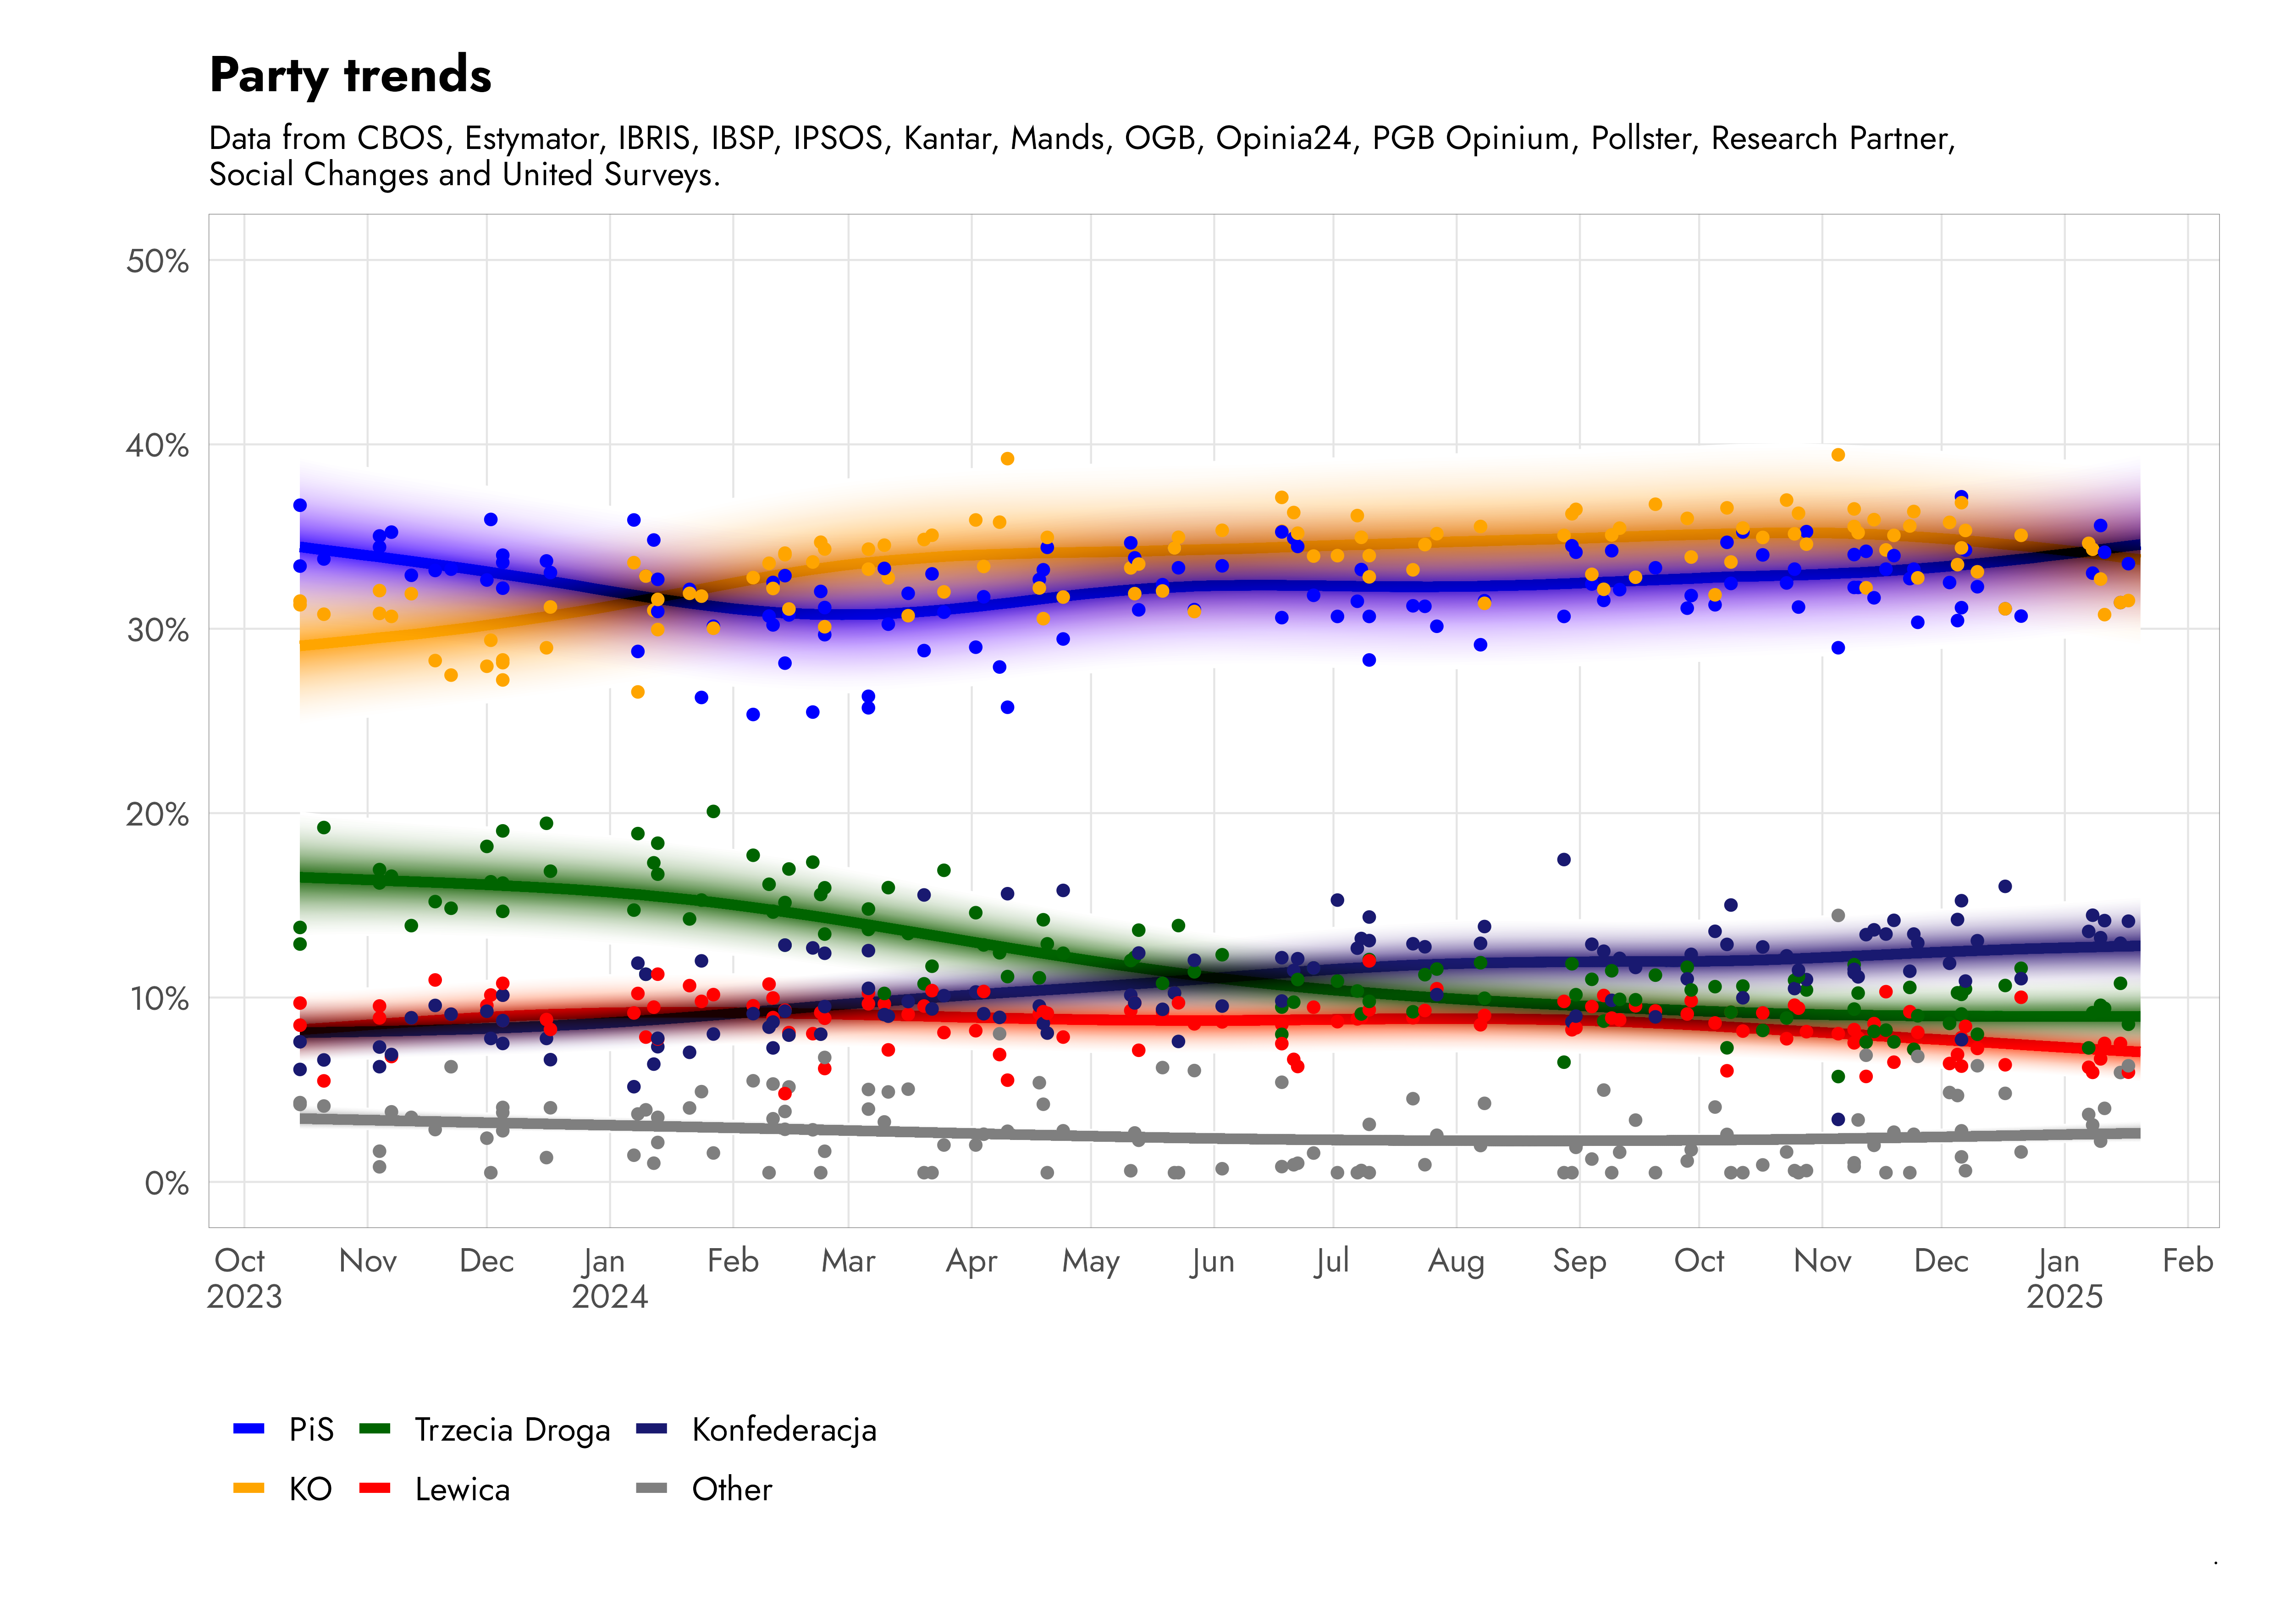 Party trends
Data from CBOS, Estymator, IBRIS, IBSP, IPSOS, Kantar, Mands, OGB, Opinia24, PGB Opinium, Pollster, Research Partner,
Social Changes and United Surveys.
50%
40%
30%
20%
10%
0%
Oct Nov Dec Jan Feb Mar Apr May Jun Jul Aug Sep Oct Nov Dec Jan Feb
2023 2024 2025
PiS Trzecia Droga Konfederacja
KO Lewica Other
.